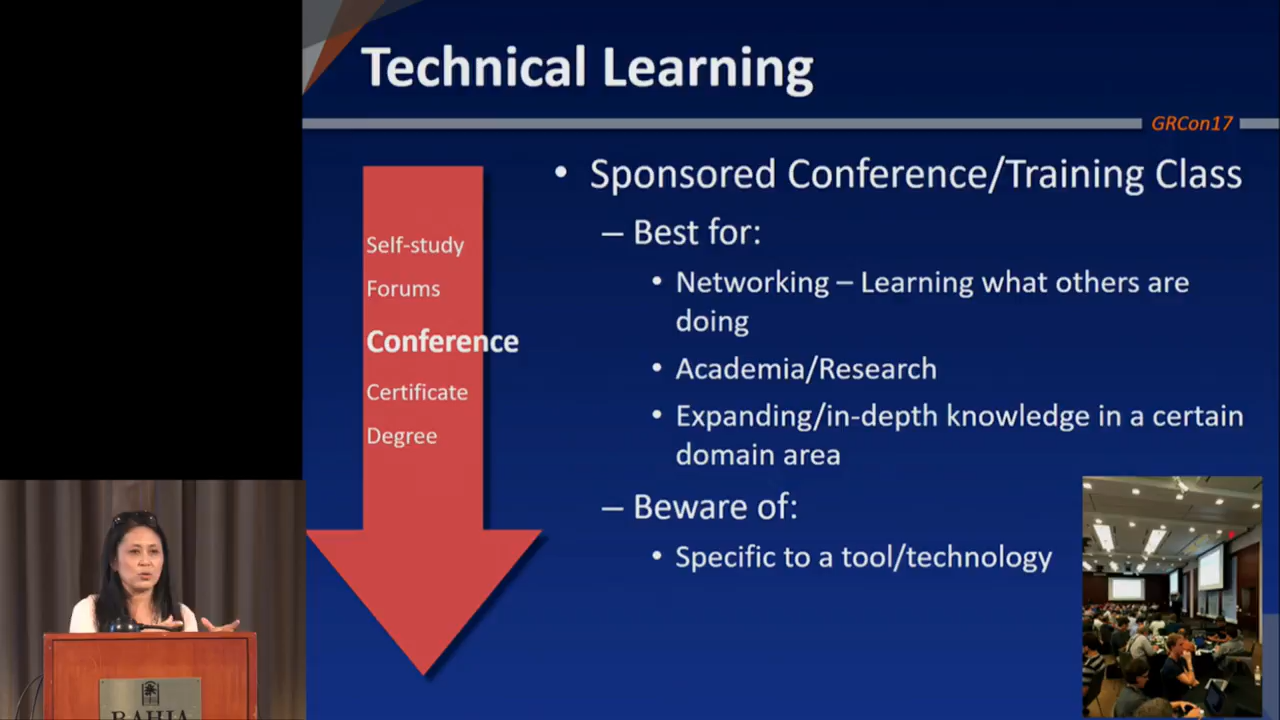 Technical Learning
GRCon17
Self-study
Forums
Conference
Certificate
Degree
• Sponsored Conference/Training Class
– Best for:
• Networking – Learning what others are
doing
• Academia/Research
• Expanding/in-depth knowledge in a certain
domain area
– Beware of:
• Specific to a tool/technology
BAHIA